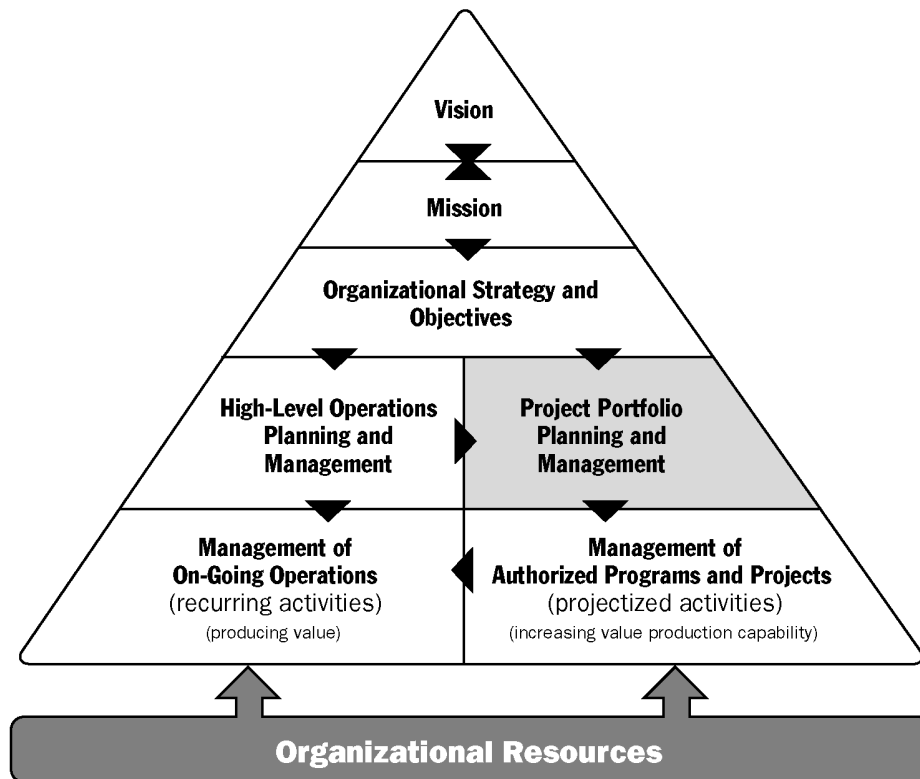 Vision
Mission
Organizational Strategy and
Objectives
High-Level Operations
Planning and
Management
Project Portfolio
Planning and
Management
Management of
On-Going Operations
(recurring activities)
(producing value)
Management of
Authorized Programs and Projects
(projectized activities)
(increasing value production capability)
Organizational Resources